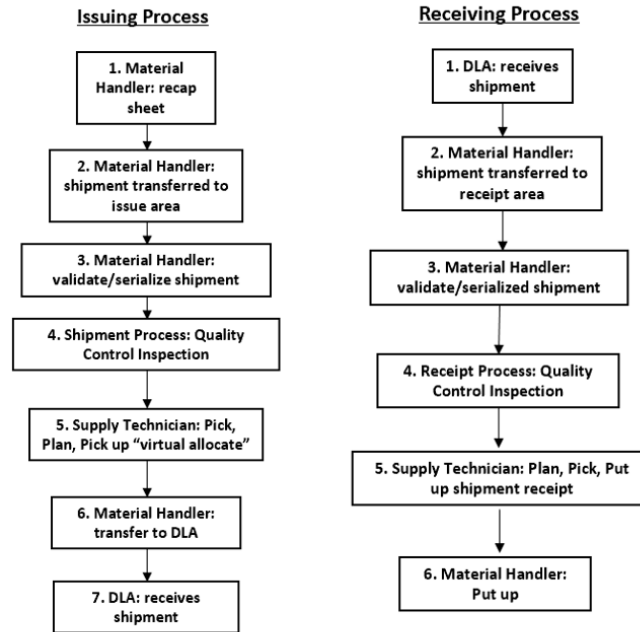 Issuing Process
1. Material
Handler: recap
sheet
2. Material Handler:
shipment transferred to
issue area
3. Material Handler:
validate/serialize shipment
4. Shipment Process: Quality
Control Inspection
5. Supply Technician: Pick,
Plan, Pick up “virtual allocate”
6. Material Handler:
transfer to DLA
7. DLA: receives
shipment
Receiving Process
1. DLA: receives
shipment
2. Material Handler:
shipment transferred to
receipt area
3. Material Handler:
validate/serialized shipment
4. Receipt Process: Quality
Control Inspection
5. Supply Technician: Plan, Pick, Put
up shipment receipt
6. Material Handler:
Put up